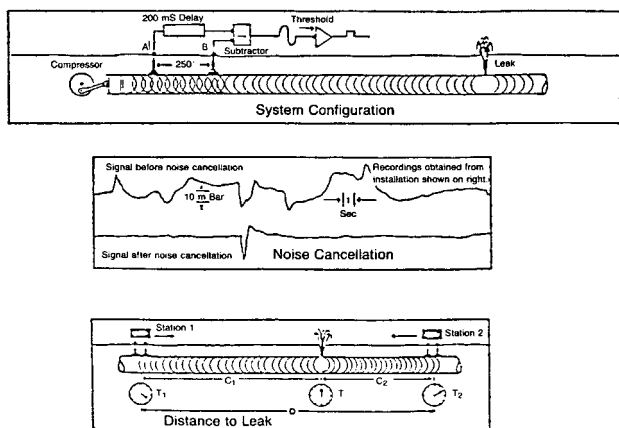 200 mS Delay
Threshold
A
B
Subtractor
Compressor
250'
Leak
System Configuration
Signal before noise cancellation
Recordings obtained from
installation shown on right.
10 m Bar
1
Sec
Signal after noise cancellation
Noise Cancellation
Station 1
Station 2
C1
C2
T1
T
T2
D
Distance to Leak